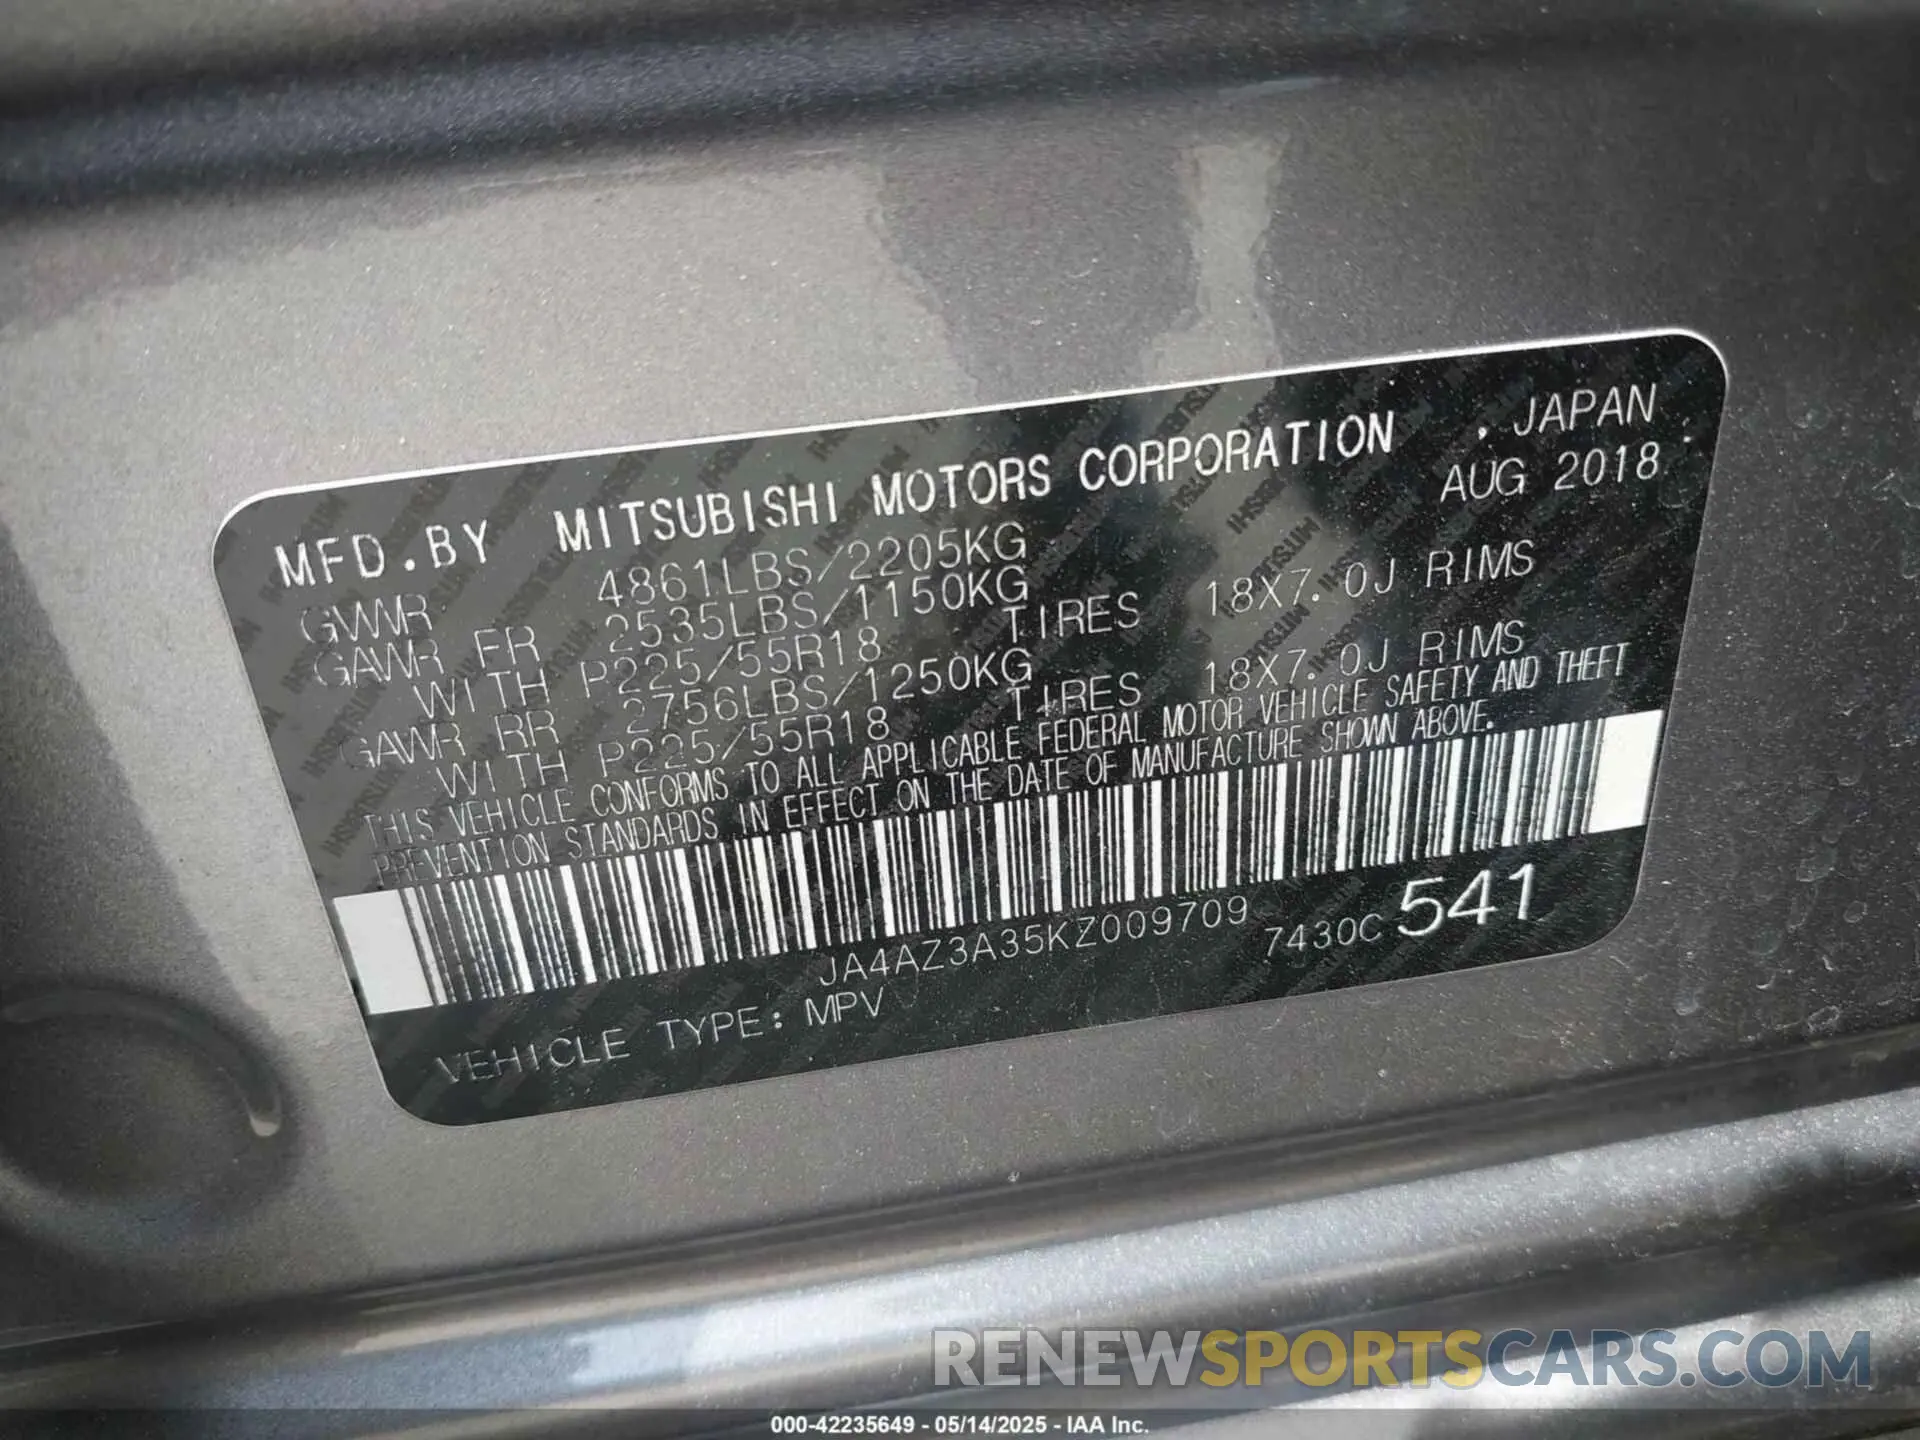 MFD.BY MITSUBISHI MOTORS CORPORATION , JAPAN
GVWR 4861LBS/2205KG AUG 2018
GAWR FR 2535LBS/1150KG
WITH P225/55R18 TIRES 18X7.0J RIMS
GAWR RR 2756LBS/1250KG
WITH P225/55R18 TIRES 18X7.0J RIMS
THIS VEHICLE CONFORMS TO ALL APPLICABLE FEDERAL MOTOR VEHICLE SAFETY AND THEFT
PREVENTION STANDARDS IN EFFECT ON THE DATE OF MANUFACTURE SHOWN ABOVE.
JA4AZ3A35KZ009709 7430C 541
VEHICLE TYPE: MPV
RENEWSPORTSCARS.COM
000-42235649 - 05/14/2025 - IAA Inc.